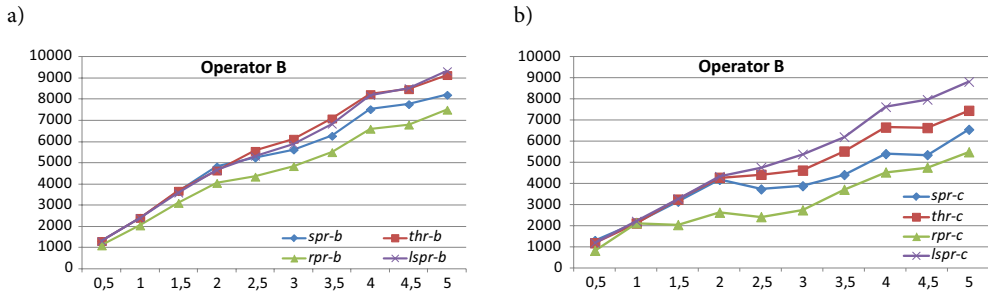 a)
Operator B
10000
9000
8000
7000
6000
5000
4000
3000
2000
1000
0
spr-b thr-b
rpr-b lspr-b
0,5 1 1,5 2 2,5 3 3,5 4 4,5 5
b)
Operator B
10000
9000
8000
7000
6000
5000
4000
3000
2000
1000
0
spr-c
thr-c
rpr-c
lspr-c
0,5 1 1,5 2 2,5 3 3,5 4 4,5 5